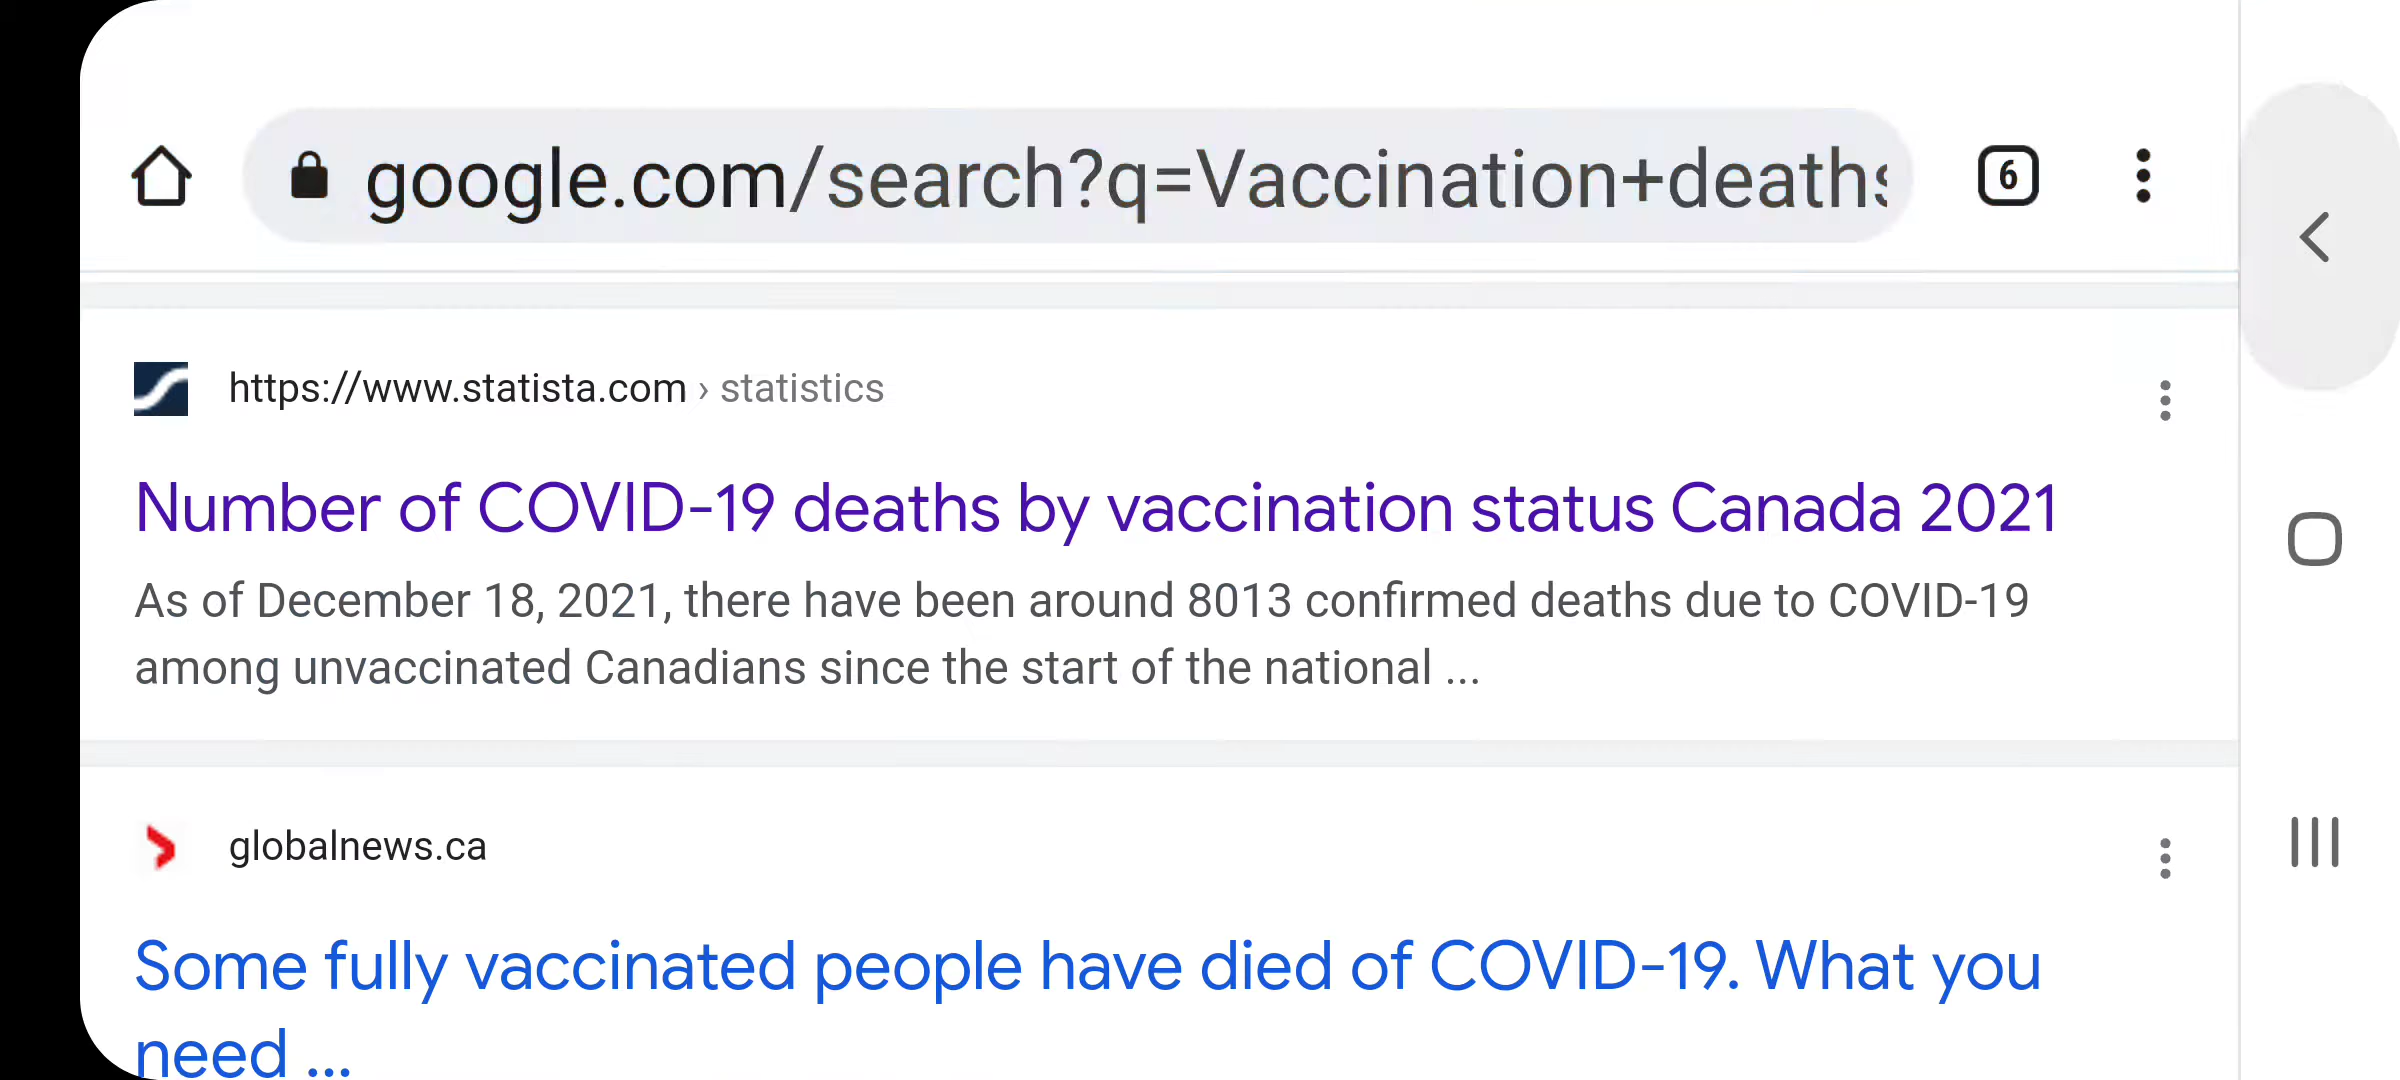 google.com/search?q=Vaccination+deaths
6
https://www.statista.com › statistics
Number of COVID-19 deaths by vaccination status Canada 2021
As of December 18, 2021, there have been around 8013 confirmed deaths due to COVID-19
among unvaccinated Canadians since the start of the national ...
globalnews.ca
Some fully vaccinated people have died of COVID-19. What you
need ...